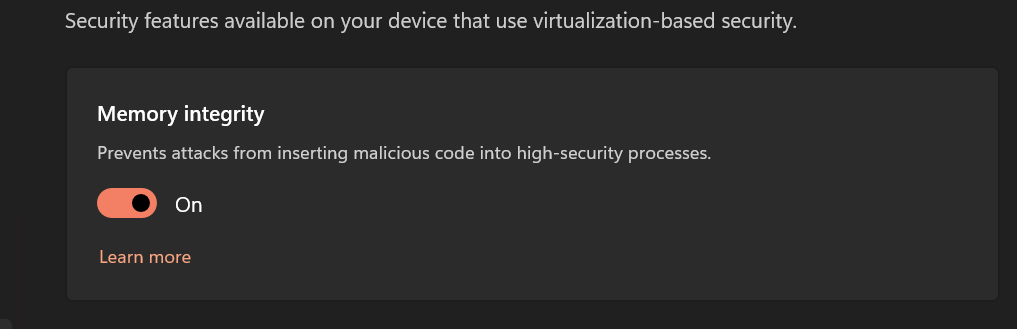 Security features available on your device that use virtualization-based security.
Memory integrity
Prevents attacks from inserting malicious code into high-security processes.
On
Learn more